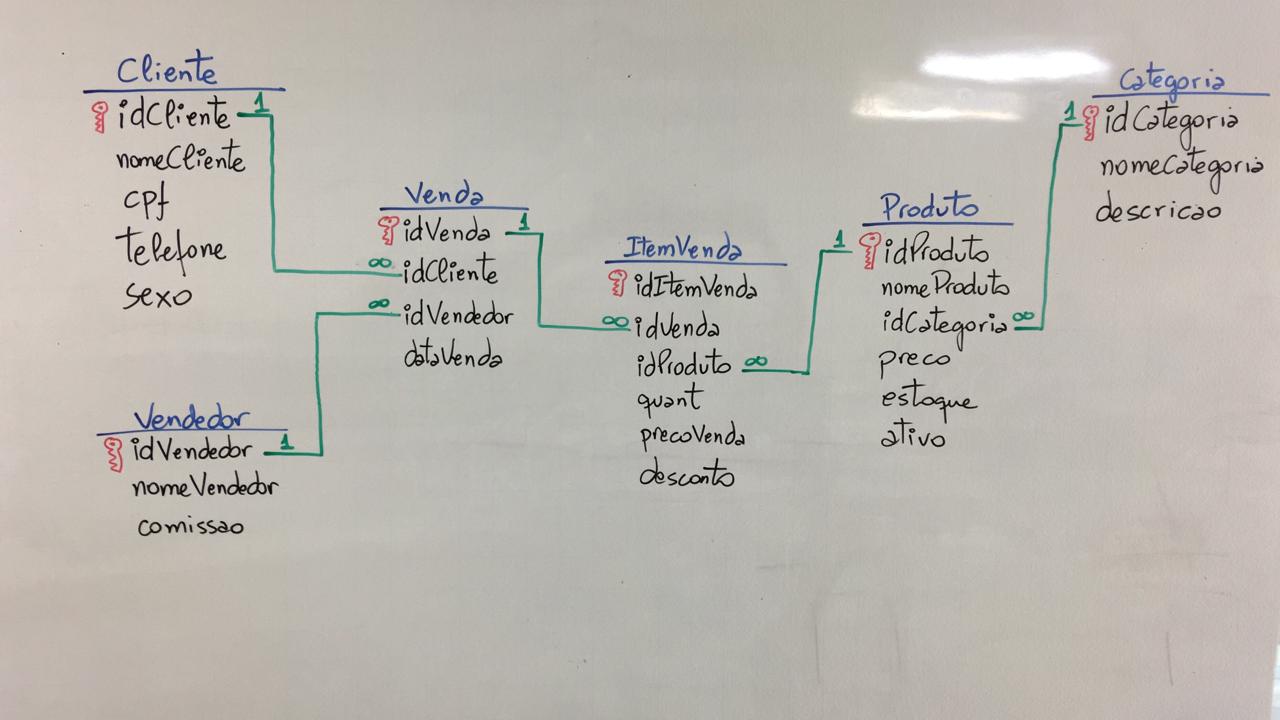 Cliente
idCliente 1
nomeCliente
cpf
telefone
sexo
Vendedor
idVendedor 1
nomeVendedor
comissao
Venda
idVenda 1
∞ idCliente
∞ idVendedor
dataVenda
ItemVenda
idItemVenda
∞ idVenda
idProduto ∞
quant
precoVenda
desconto
Produto
1 idProduto
nomeProduto
idCategoria ∞
preco
estoque
ativo
Categoria
1 idCategoria
nomeCategoria
descricao